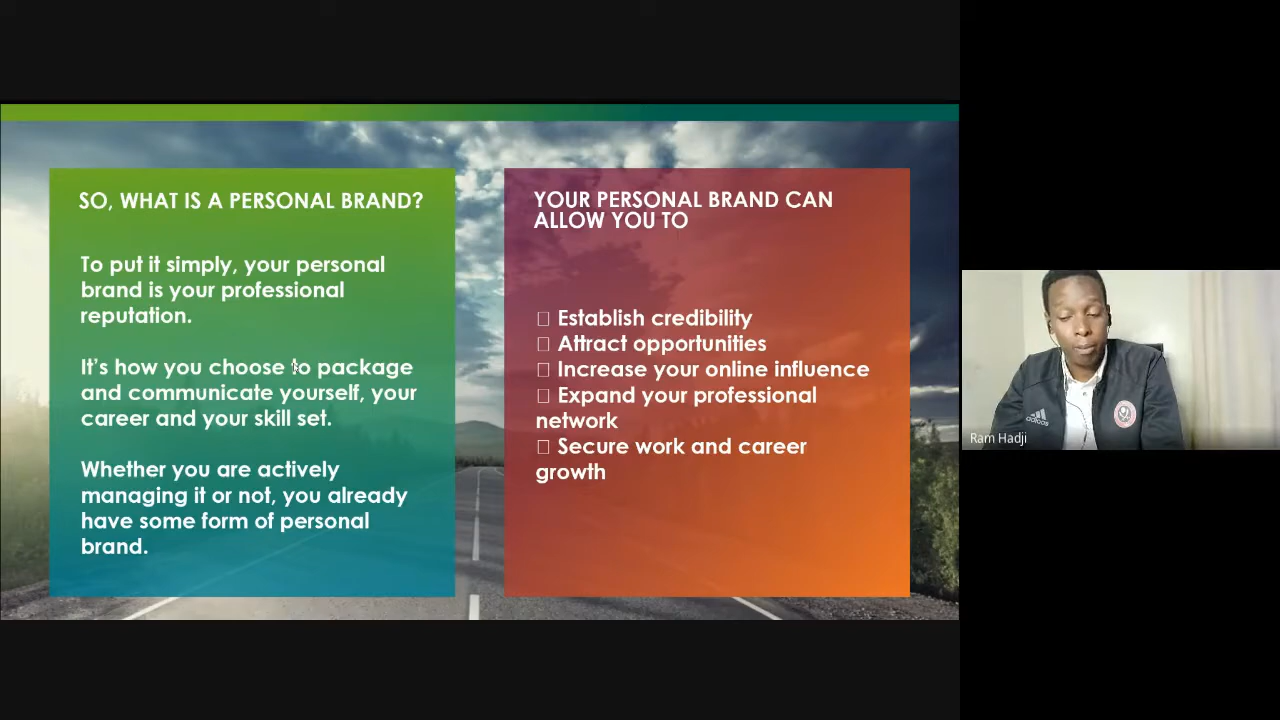 SO, WHAT IS A PERSONAL BRAND?
To put it simply, your personal
brand is your professional
reputation.
It's how you choose to package
and communicate yourself, your
career and your skill set.
Whether you are actively
managing it or not, you already
have some form of personal
brand.
YOUR PERSONAL BRAND CAN
ALLOW YOU TO
□ Establish credibility
□ Attract opportunities
□ Increase your online influence
□ Expand your professional
network
□ Secure work and career
growth
adidas
Ram Hadji